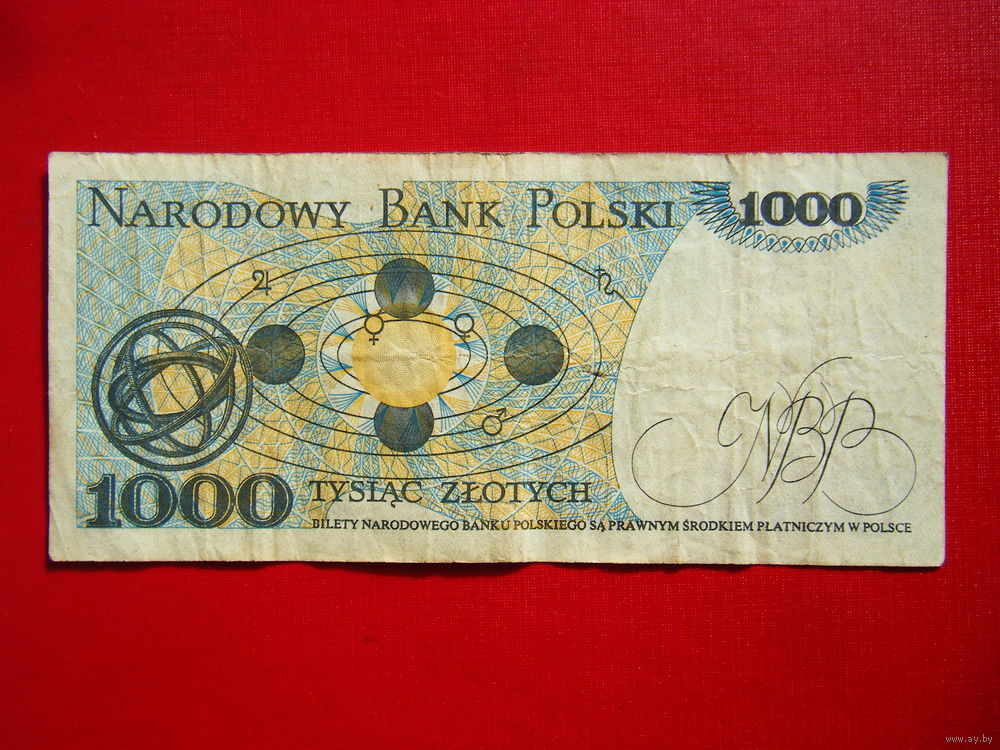 NARODOWY BANK POLSKI
1000
1000
TYSIĄC ZŁOTYCH
BILETY NARODOWEGO BANKU POLSKIEGO SĄ PRAWNYM ŚRODKIEM PŁATNICZYM W POLSCE
NBP
www.ay.by